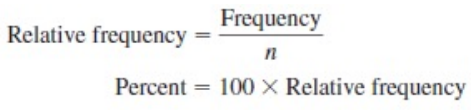 Relative frequency = Frequency / n
Percent = 100 × Relative frequency